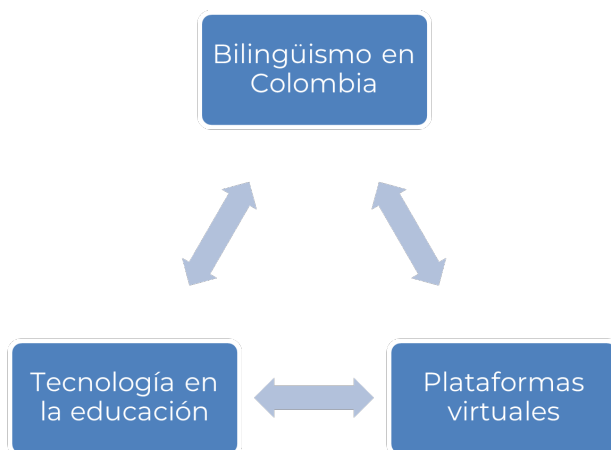 Bilingüismo en
Colombia
Tecnología en
la educación
Plataformas
virtuales